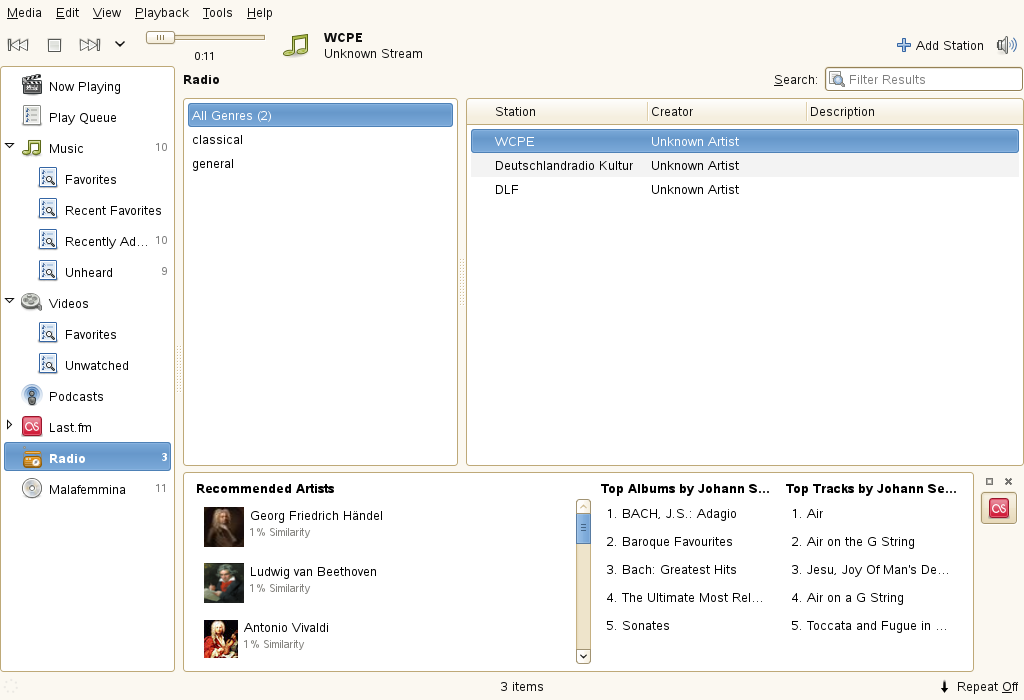 Media Edit View Playback Tools Help
0:11
WCPE
Unknown Stream
Add Station
Now Playing
Play Queue
Music 10
Favorites
Recent Favorites
Recently Ad... 10
Unheard 9
Videos
Favorites
Unwatched
Podcasts
Last.fm
Radio 3
Malafemmina 11
Radio
Search: Filter Results
All Genres (2)
classical
general
Station Creator Description
WCPE Unknown Artist
Deutschlandradio Kultur Unknown Artist
DLF Unknown Artist
Recommended Artists
Georg Friedrich Händel
1% Similarity
Ludwig van Beethoven
1% Similarity
Antonio Vivaldi
1% Similarity
Top Albums by Johann S...
1. BACH, J.S.: Adagio
2. Baroque Favourites
3. Bach: Greatest Hits
4. The Ultimate Most Rel...
5. Sonates
Top Tracks by Johann Se...
1. Air
2. Air on the G String
3. Jesu, Joy Of Man's De...
4. Air on a G String
5. Toccata and Fugue in ...
3 items
Repeat Off